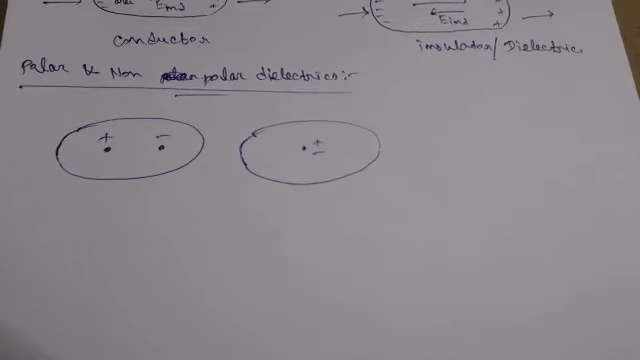 Eind
- - -
+
+
Eind
+
+
conductor
insulator/Dielectric
Polar & Non polar dielectrics:-
+ -
+
-